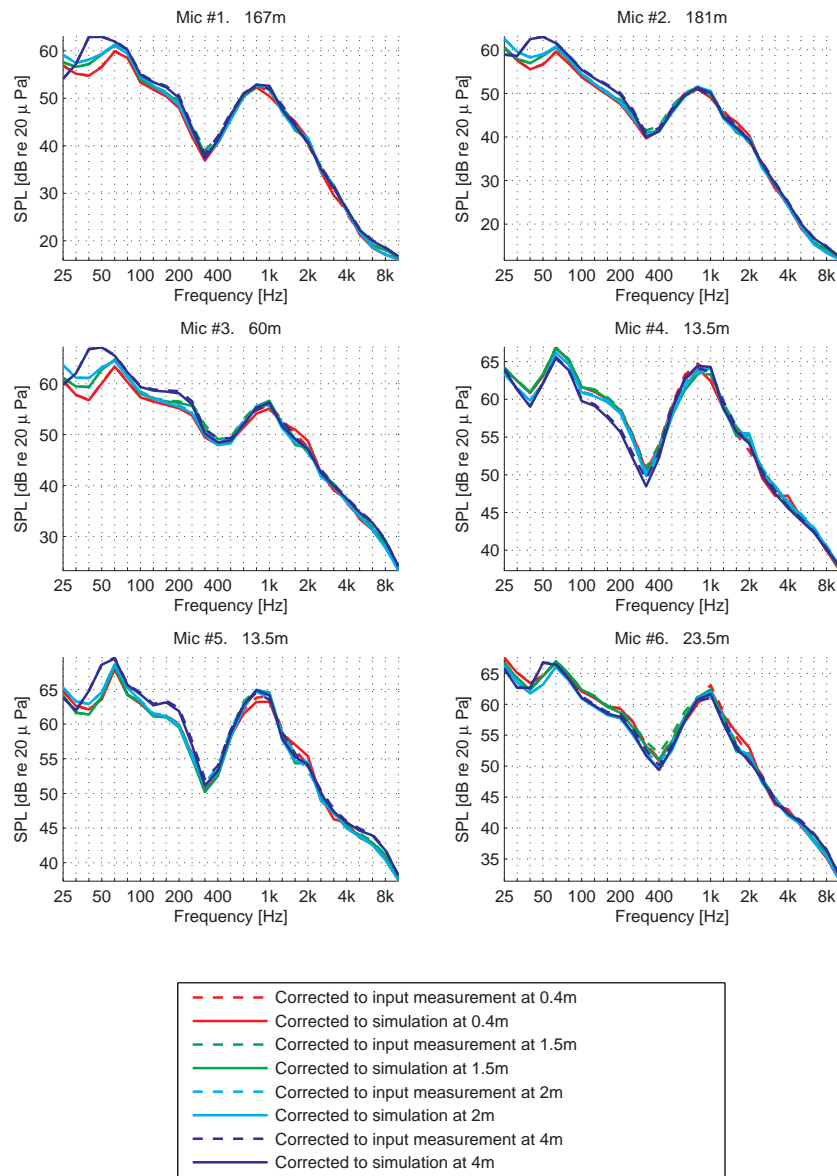 Mic #1. 167m
SPL [dB re 20 μ Pa]
60
50
40
30
20
25 50 100 200 400 1k 2k 4k 8k
Frequency [Hz]
Mic #2. 181m
SPL [dB re 20 μ Pa]
60
50
40
30
20
25 50 100 200 400 1k 2k 4k 8k
Frequency [Hz]
Mic #3. 60m
SPL [dB re 20 μ Pa]
60
50
40
30
25 50 100 200 400 1k 2k 4k 8k
Frequency [Hz]
Mic #4. 13.5m
SPL [dB re 20 μ Pa]
65
60
55
50
45
40
25 50 100 200 400 1k 2k 4k 8k
Frequency [Hz]
Mic #5. 13.5m
SPL [dB re 20 μ Pa]
65
60
55
50
45
40
25 50 100 200 400 1k 2k 4k 8k
Frequency [Hz]
Mic #6. 23.5m
SPL [dB re 20 μ Pa]
65
60
55
50
45
40
35
25 50 100 200 400 1k 2k 4k 8k
Frequency [Hz]
Corrected to input measurement at 0.4m
Corrected to simulation at 0.4m
Corrected to input measurement at 1.5m
Corrected to simulation at 1.5m
Corrected to input measurement at 2m
Corrected to simulation at 2m
Corrected to input measurement at 4m
Corrected to simulation at 4m